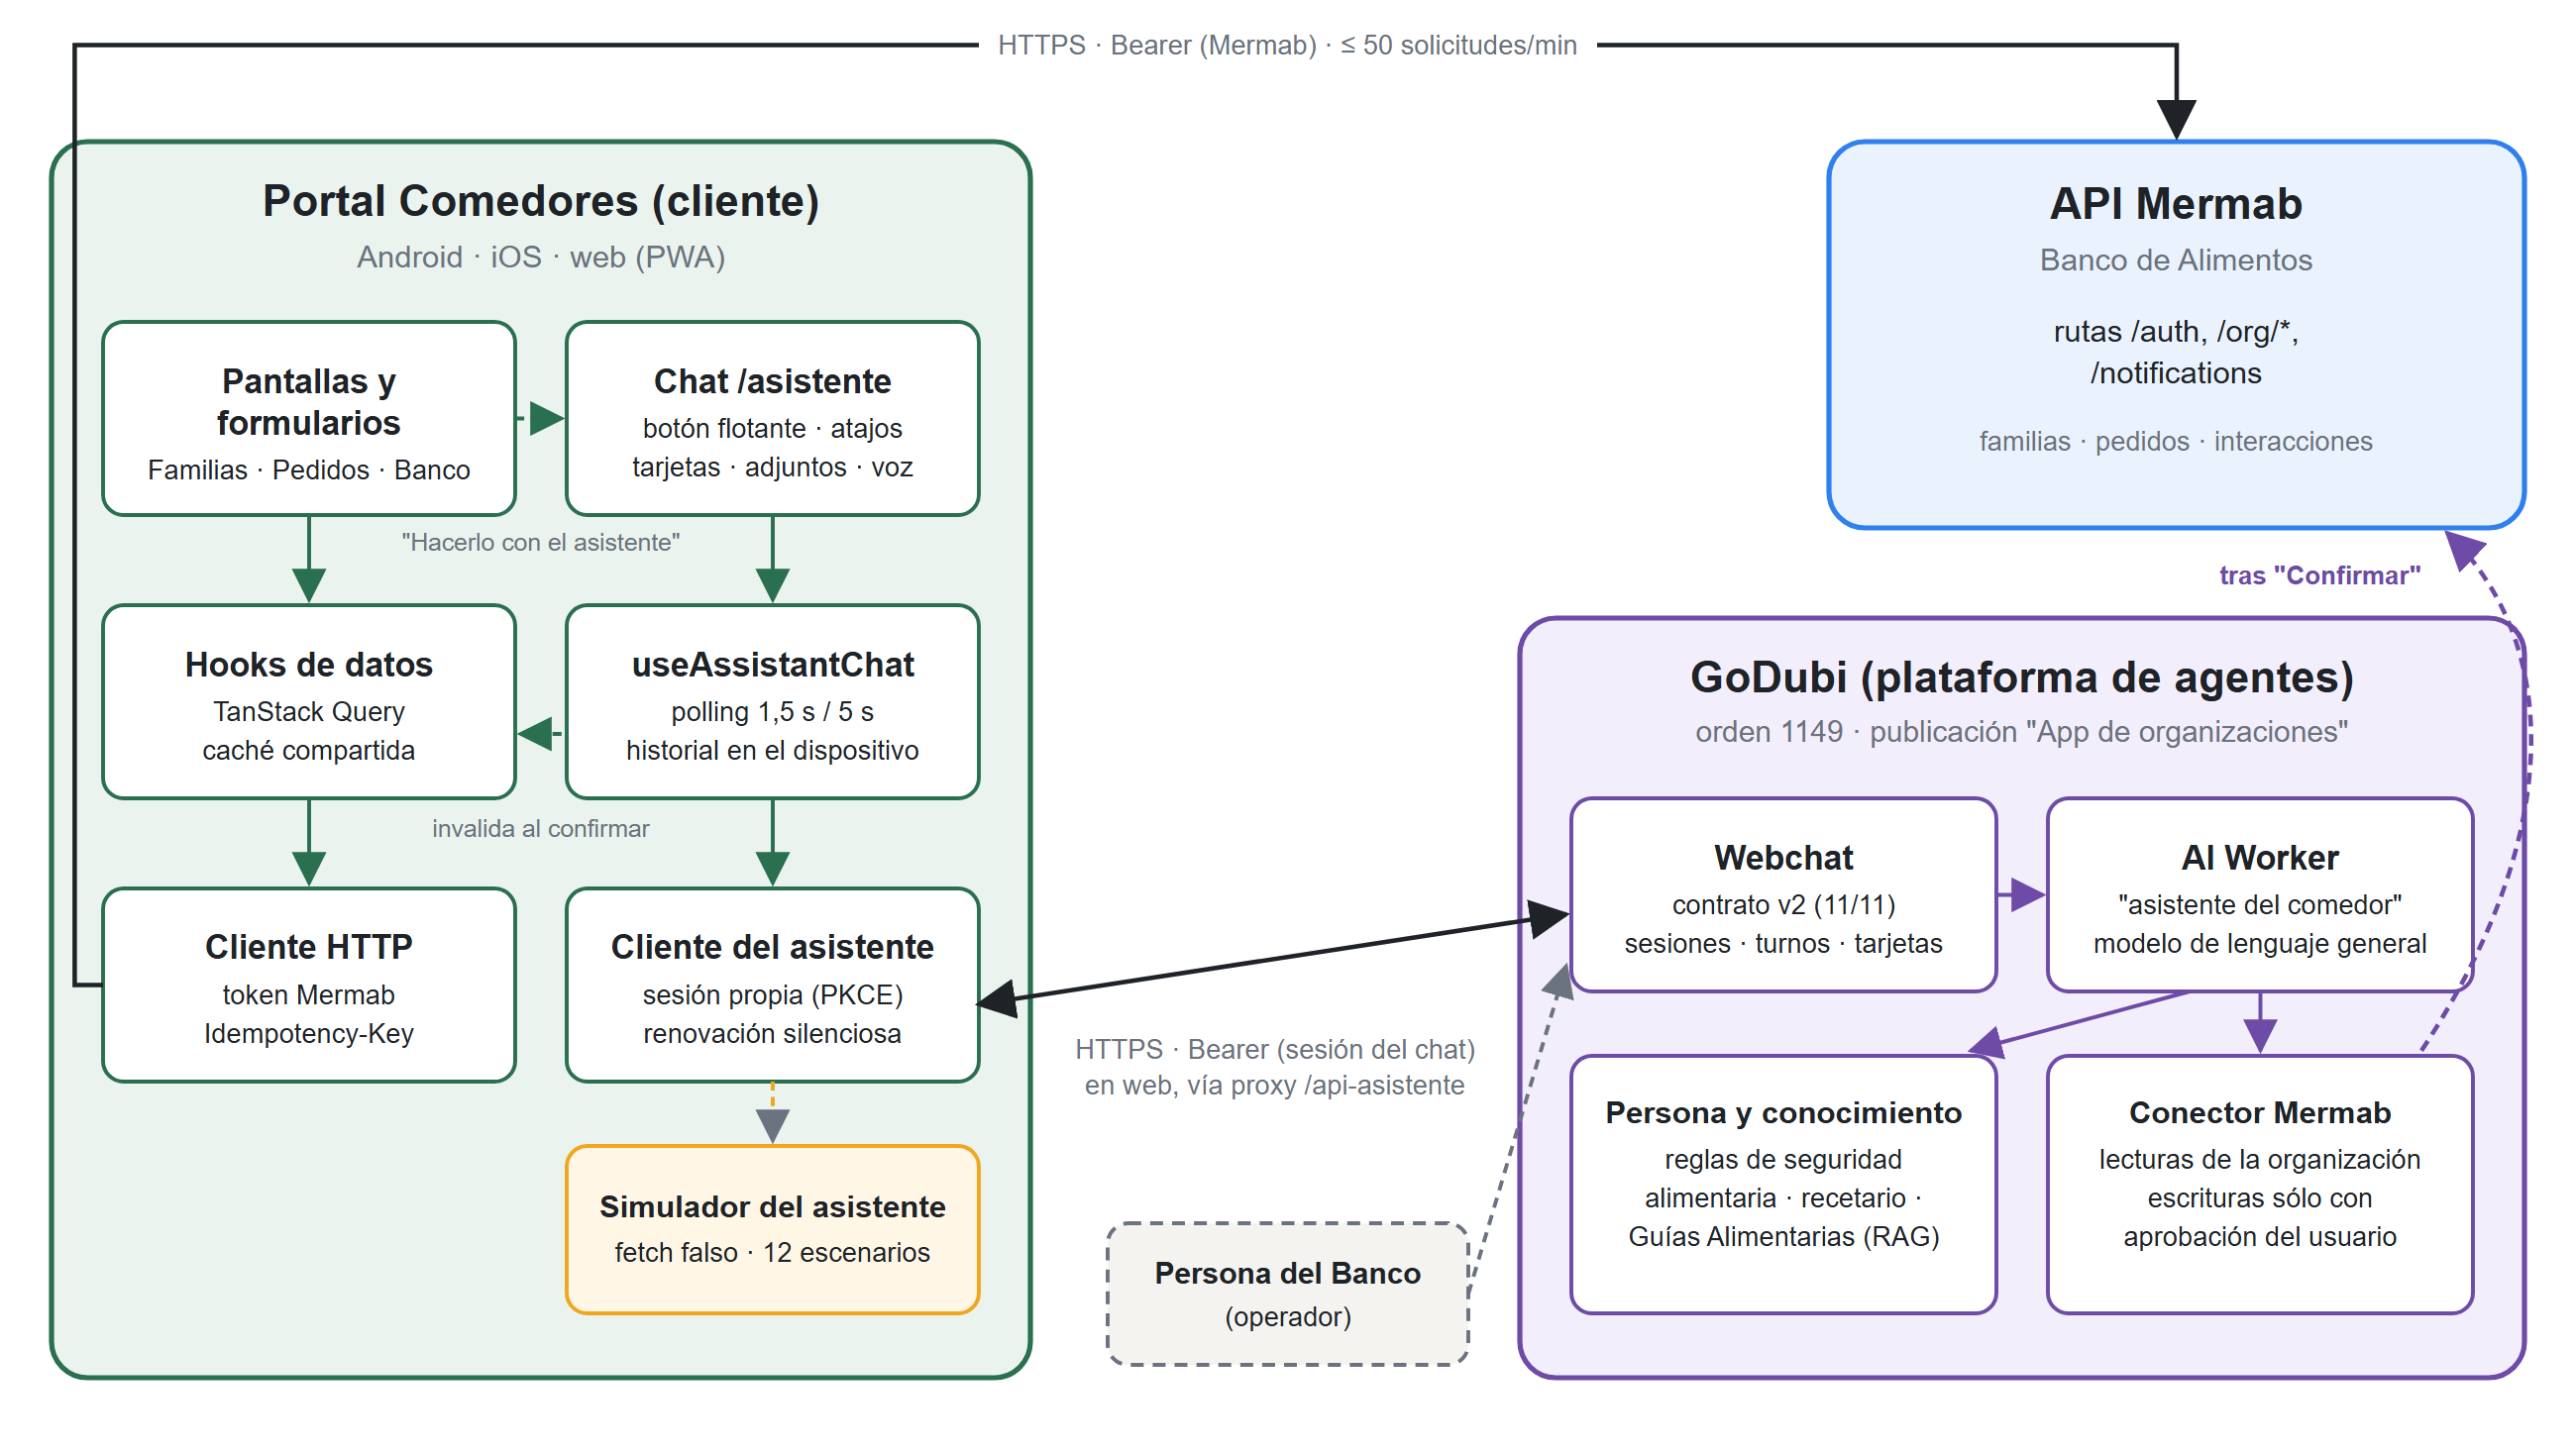 HTTPS · Bearer (Mermab) · ≤ 50 solicitudes/min
Portal Comedores (cliente)
Android · iOS · web (PWA)
Pantallas y
formularios
Familias · Pedidos · Banco
Chat /asistente
botón flotante · atajos
tarjetas · adjuntos · voz
"Hacerlo con el asistente"
Hooks de datos
TanStack Query
caché compartida
useAssistantChat
polling 1,5 s / 5 s
historial en el dispositivo
invalida al confirmar
Cliente HTTP
token Mermab
Idempotency-Key
Cliente del asistente
sesión propia (PKCE)
renovación silenciosa
Simulador del asistente
fetch falso · 12 escenarios
HTTPS · Bearer (sesión del chat)
en web, vía proxy /api-asistente
Persona del Banco
(operador)
API Mermab
Banco de Alimentos
rutas /auth, /org/*,
/notifications
familias · pedidos · interacciones
tras "Confirmar"
GoDubi (plataforma de agentes)
orden 1149 · publicación "App de organizaciones"
Webchat
contrato v2 (11/11)
sesiones · turnos · tarjetas
AI Worker
"asistente del comedor"
modelo de lenguaje general
Persona y conocimiento
reglas de seguridad
alimentaria · recetario ·
Guías Alimentarias (RAG)
Conector Mermab
lecturas de la organización
escrituras sólo con
aprobación del usuario